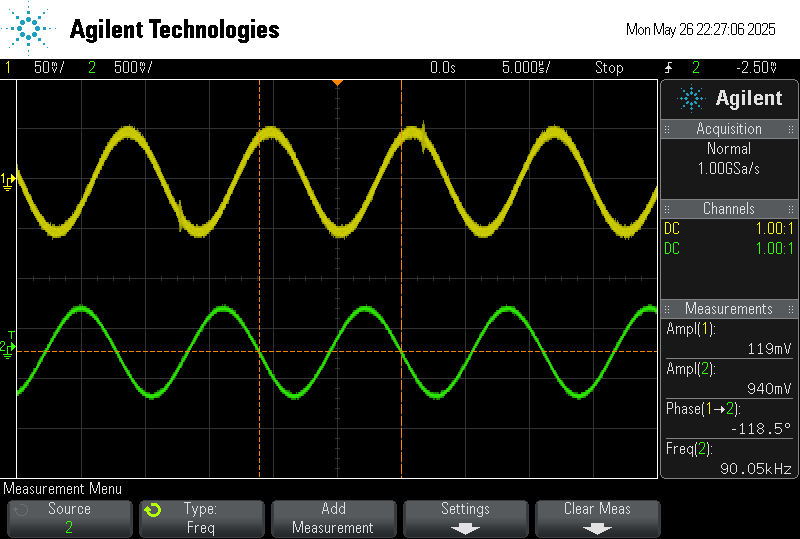 Agilent Technologies
Mon May 26 22:27:06 2025
1 50mV/ 2 500mV/ 0.0s 5.000us/ Stop 2 -2.50V
Agilent
Acquisition
Normal
1.00GSa/s
Channels
DC 1.00:1
DC 1.00:1
Measurements
Ampl(1):
119mV
Ampl(2):
940mV
Phase(1→2):
-118.5°
Freq(2):
90.05kHz
1
T
2
Measurement Menu
Source
2
Type:
Freq
Add
Measurement
Settings
Clear Meas